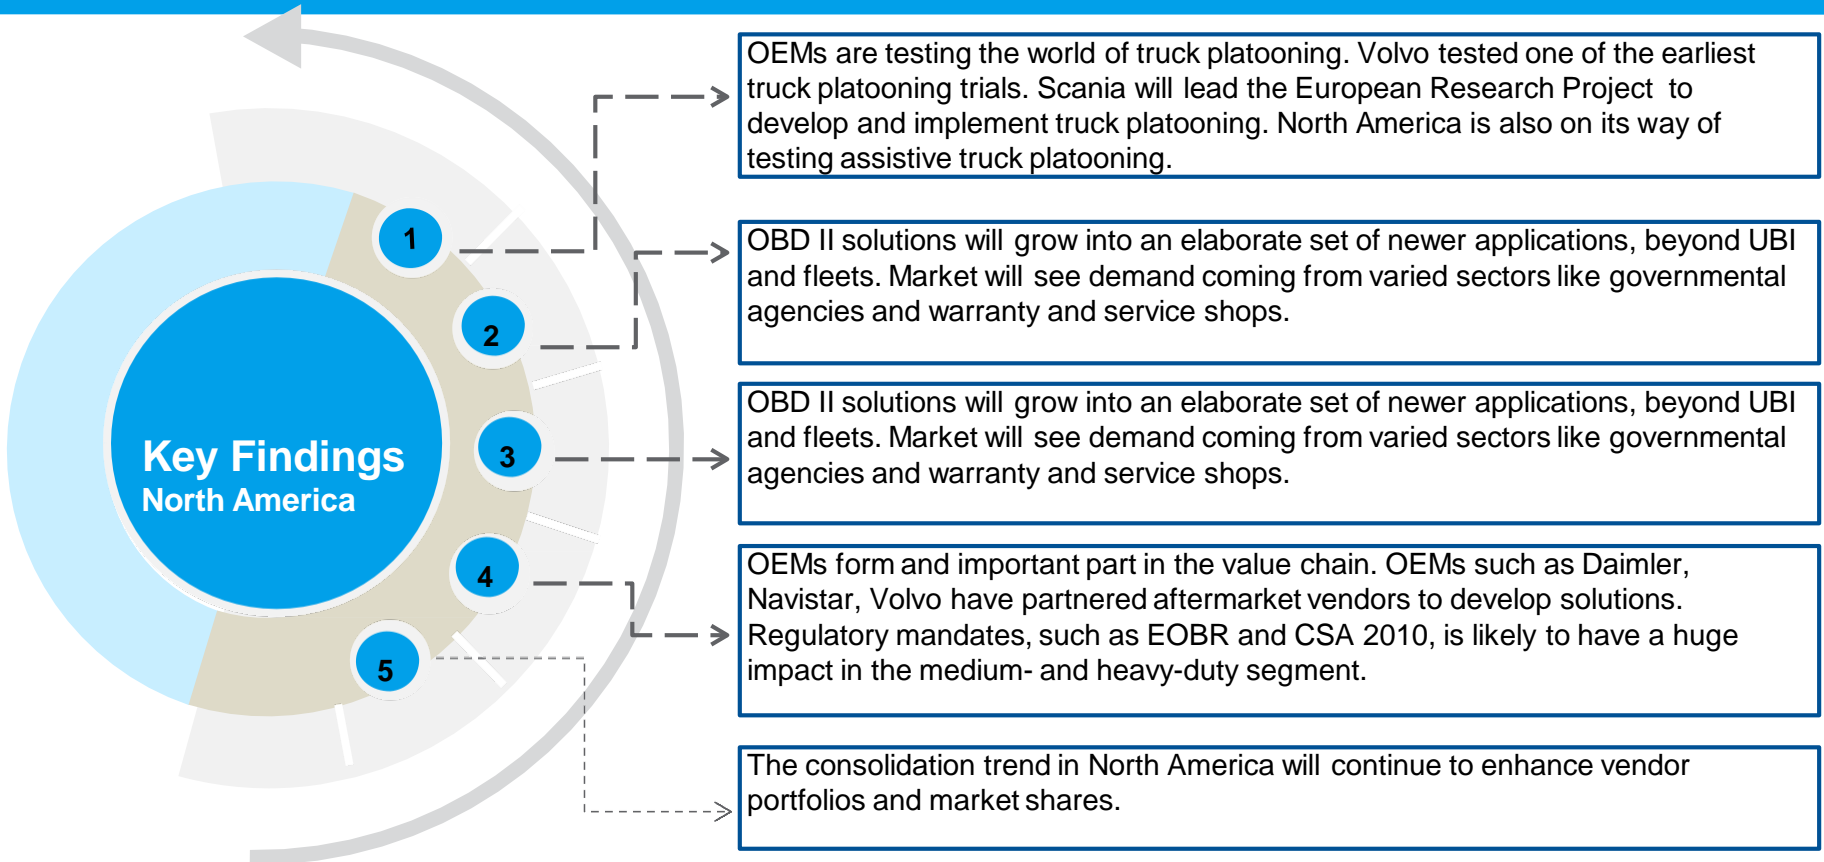 Key Findings
North America
1
OEMs are testing the world of truck platooning. Volvo tested one of the earliest
truck platooning trials. Scania will lead the European Research Project to
develop and implement truck platooning. North America is also on its way of
testing assistive truck platooning.
2
OBD II solutions will grow into an elaborate set of newer applications, beyond UBI
and fleets. Market will see demand coming from varied sectors like governmental
agencies and warranty and service shops.
3
OBD II solutions will grow into an elaborate set of newer applications, beyond UBI
and fleets. Market will see demand coming from varied sectors like governmental
agencies and warranty and service shops.
4
OEMs form and important part in the value chain. OEMs such as Daimler,
Navistar, Volvo have partnered aftermarket vendors to develop solutions.
Regulatory mandates, such as EOBR and CSA 2010, is likely to have a huge
impact in the medium- and heavy-duty segment.
5
The consolidation trend in North America will continue to enhance vendor
portfolios and market shares.